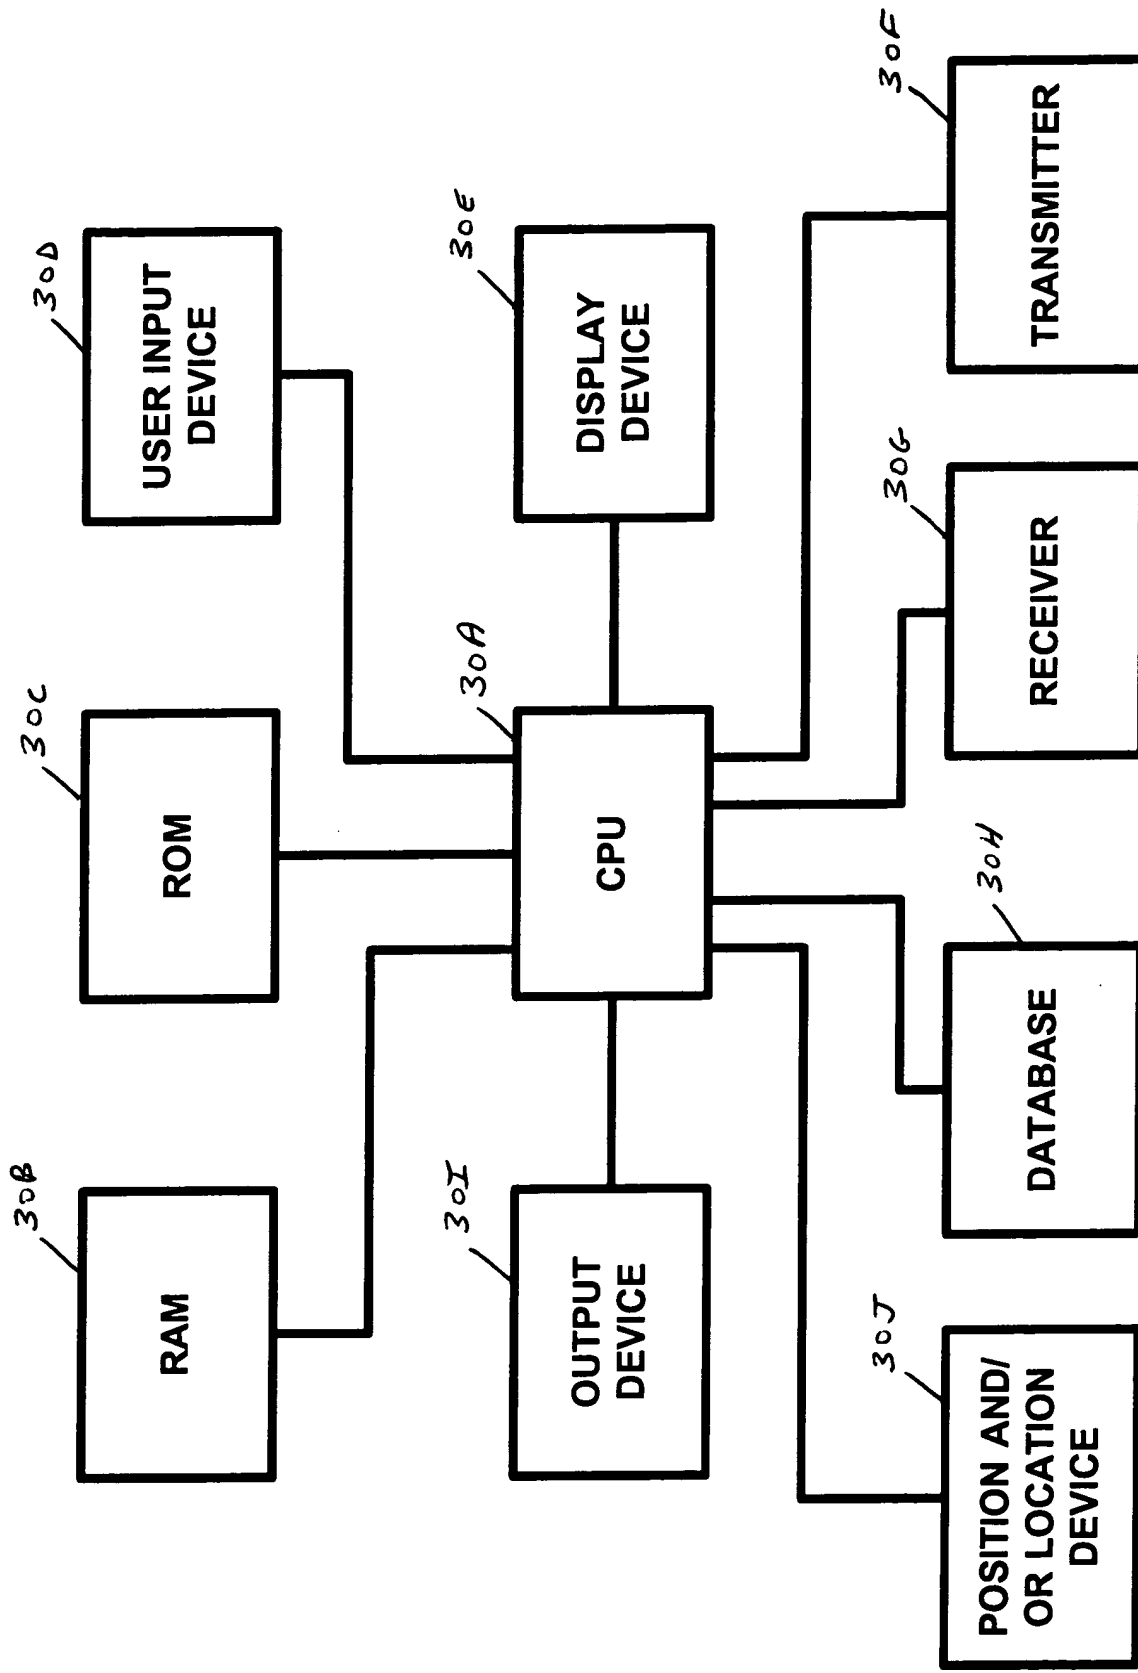 30B
RAM
30C
ROM
30D
USER INPUT
DEVICE
30I
OUTPUT
DEVICE
30A
CPU
30E
DISPLAY
DEVICE
30J
POSITION AND/
OR LOCATION
DEVICE
30H
DATABASE
30G
RECEIVER
30F
TRANSMITTER